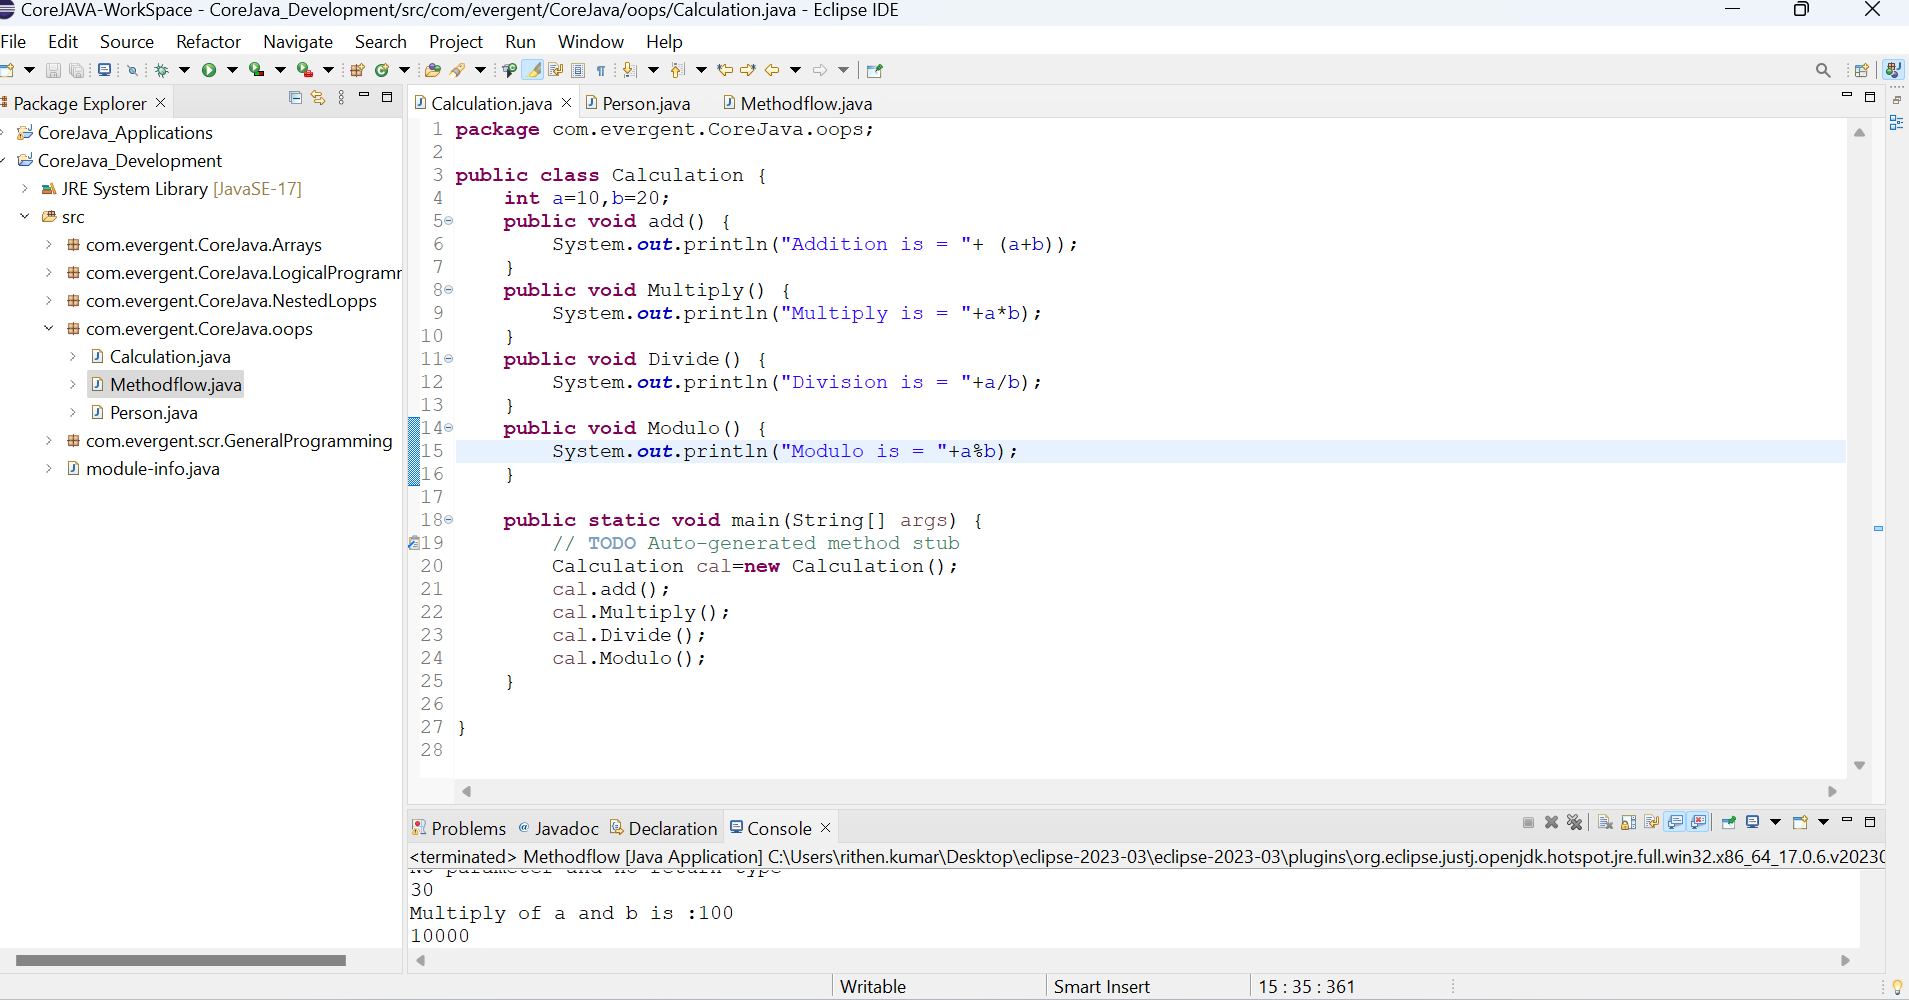 CoreJAVA-WorkSpace - CoreJava_Development/src/com/evergent/CoreJava/oops/Calculation.java - Eclipse IDE
File Edit Source Refactor Navigate Search Project Run Window Help
Package Explorer
CoreJava_Applications
CoreJava_Development
JRE System Library [JavaSE-17]
src
com.evergent.CoreJava.Arrays
com.evergent.CoreJava.LogicalProgramr
com.evergent.CoreJava.NestedLopps
com.evergent.CoreJava.oops
Calculation.java
Methodflow.java
Person.java
com.evergent.scr.GeneralProgramming
module-info.java
Calculation.java Person.java Methodflow.java
1 package com.evergent.CoreJava.oops;
2
3 public class Calculation {
4 int a=10,b=20;
5 public void add() {
6 System.out.println("Addition is = "+ (a+b));
7 }
8 public void Multiply() {
9 System.out.println("Multiply is = "+a*b);
10 }
11 public void Divide() {
12 System.out.println("Division is = "+a/b);
13 }
14 public void Modulo() {
15 System.out.println("Modulo is = "+a%b);
16 }
17
18 public static void main(String[] args) {
19 // TODO Auto-generated method stub
20 Calculation cal=new Calculation();
21 cal.add();
22 cal.Multiply();
23 cal.Divide();
24 cal.Modulo();
25 }
26
27 }
28
Problems @ Javadoc Declaration Console
<terminated> Methodflow [Java Application] C:\Users\rithen.kumar\Desktop\eclipse-2023-03\eclipse-2023-03\plugins\org.eclipse.justj.openjdk.hotspot.jre.full.win32.x86_64_17.0.6.v20230
No parameter and no return type
30
Multiply of a and b is :100
10000
Writable Smart Insert 15 : 35 : 361